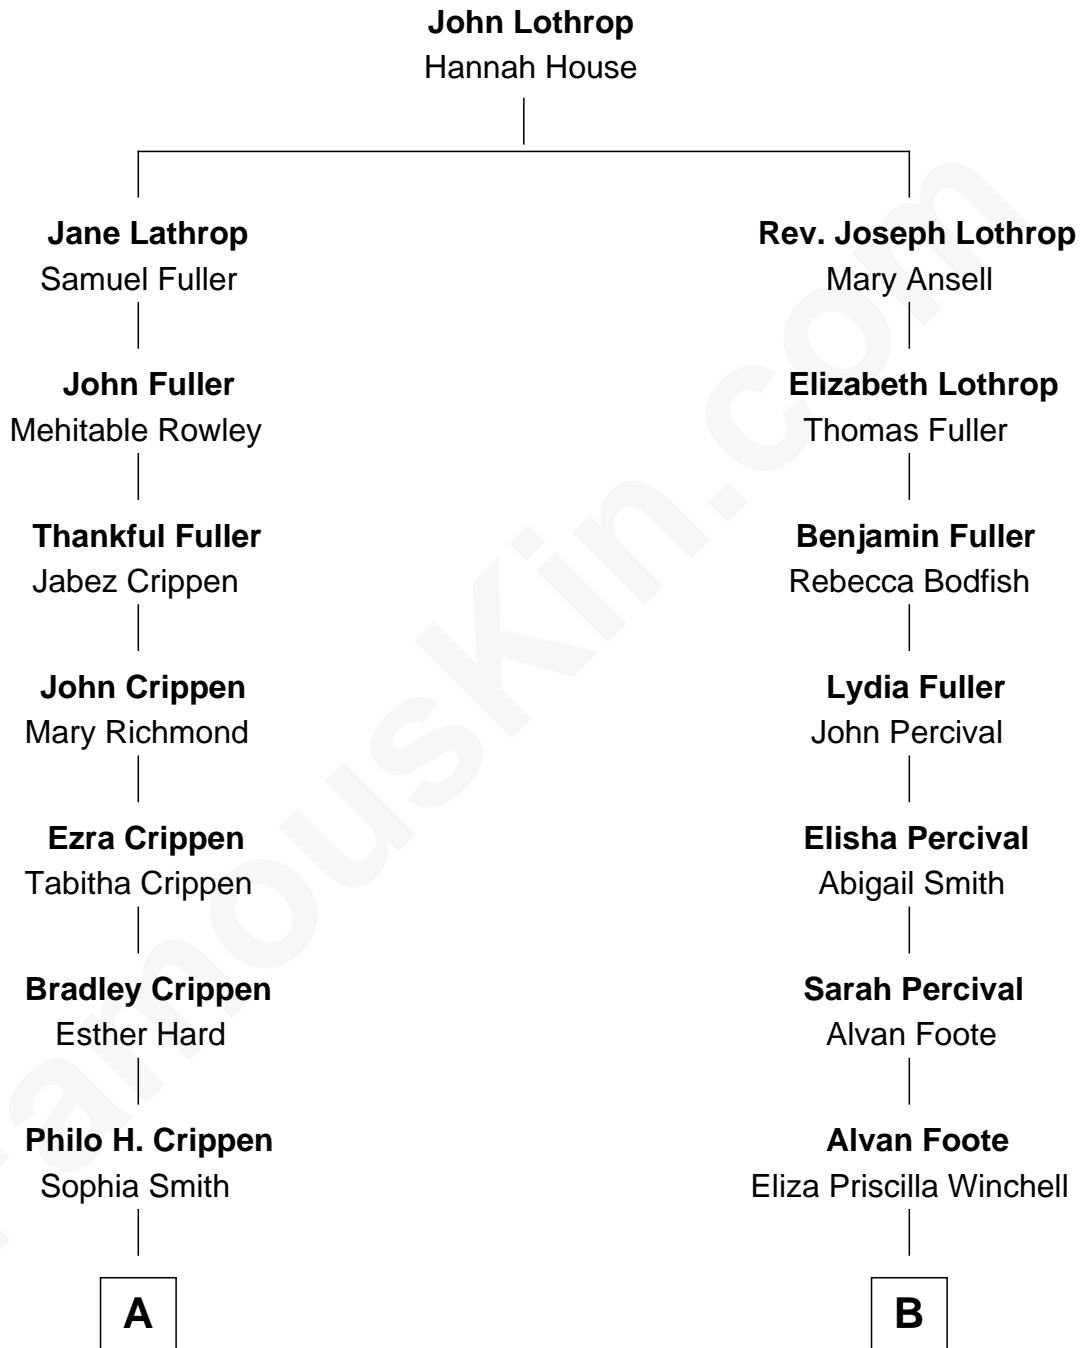 John Lothrop
Hannah House
Jane Lathrop
Samuel Fuller
Rev. Joseph Lothrop
Mary Ansell
John Fuller
Mehitable Rowley
Elizabeth Lothrop
Thomas Fuller
Thankful Fuller
Jabez Crippen
Benjamin Fuller
Rebecca Bodfish
John Crippen
Mary Richmond
Lydia Fuller
John Percival
Ezra Crippen
Tabitha Crippen
Elisha Percival
Abigail Smith
Bradley Crippen
Esther Hard
Sarah Percival
Alvan Foote
Philo H. Crippen
Sophia Smith
Alvan Foote
Eliza Priscilla Winchell
A
B
FamousKin.com